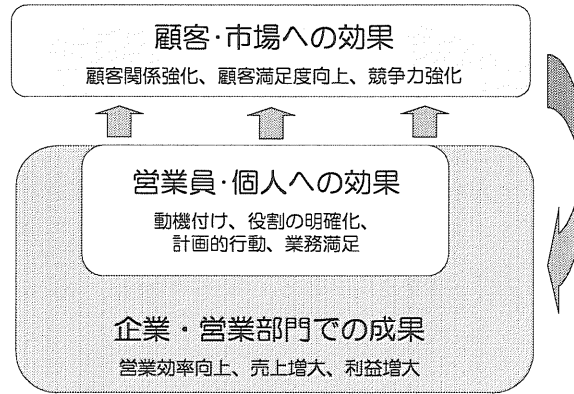 顧客・市場への効果
顧客関係強化、顧客満足度向上、競争力強化
営業員・個人への効果
動機付け、役割の明確化、
計画的行動、業務満足
企業・営業部門での成果
営業効率向上、売上増大、利益増大